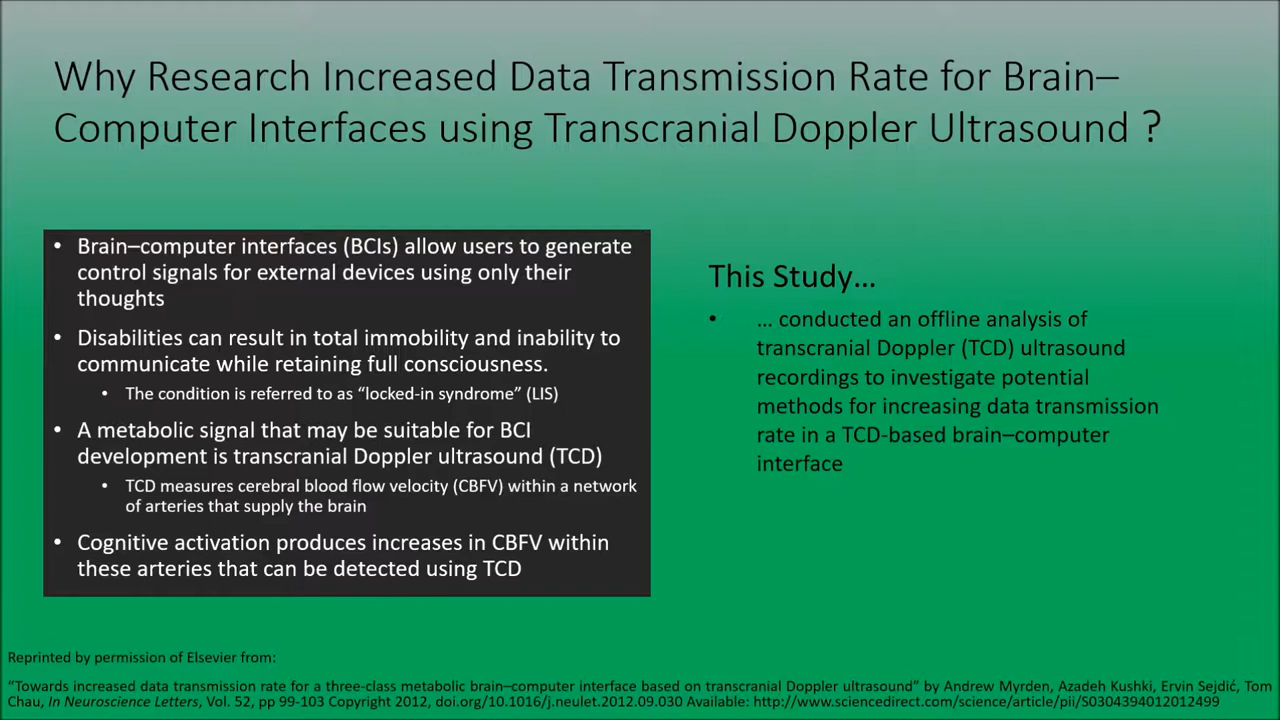 Why Research Increased Data Transmission Rate for Brain–
Computer Interfaces using Transcranial Doppler Ultrasound ?
• Brain–computer interfaces (BCIs) allow users to generate
control signals for external devices using only their
thoughts
• Disabilities can result in total immobility and inability to
communicate while retaining full consciousness.
• The condition is referred to as “locked-in syndrome” (LIS)
• A metabolic signal that may be suitable for BCI
development is transcranial Doppler ultrasound (TCD)
• TCD measures cerebral blood flow velocity (CBFV) within a network
of arteries that supply the brain
• Cognitive activation produces increases in CBFV within
these arteries that can be detected using TCD
This Study…
• … conducted an offline analysis of
transcranial Doppler (TCD) ultrasound
recordings to investigate potential
methods for increasing data transmission
rate in a TCD-based brain–computer
interface
Reprinted by permission of Elsevier from:
“Towards increased data transmission rate for a three-class metabolic brain–computer interface based on transcranial Doppler ultrasound” by Andrew Myrden, Azadeh Kushki, Ervin Sejdić, Tom
Chau, In Neuroscience Letters, Vol. 52, pp 99-103 Copyright 2012, doi.org/10.1016/j.neulet.2012.09.030 Available: http://www.sciencedirect.com/science/article/pii/S0304394012012499